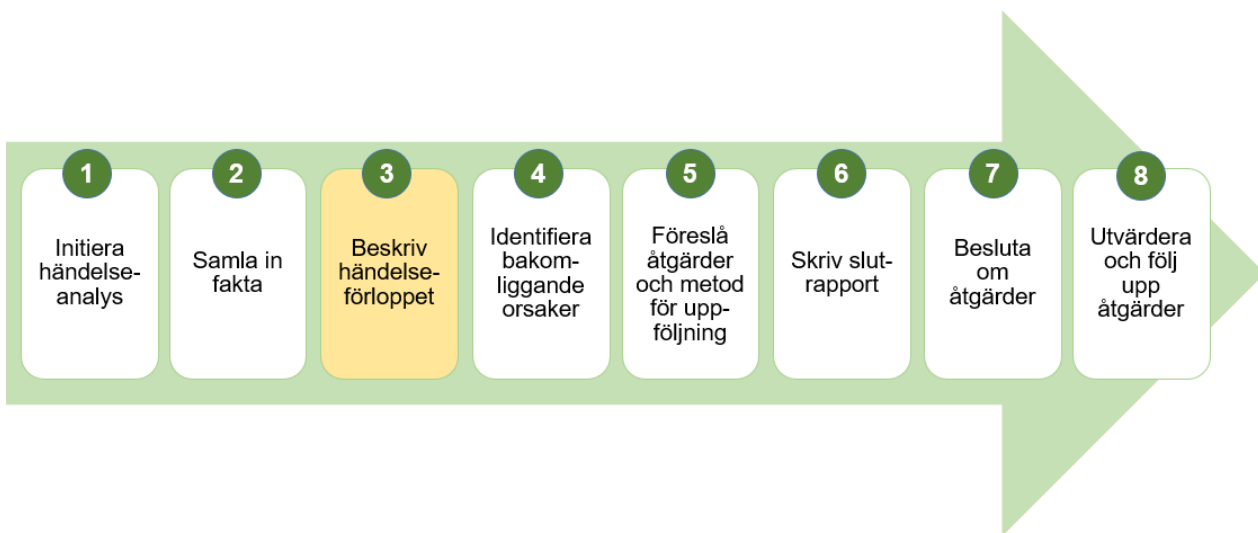 1
Initiera
händelse-
analys
2
Samla in
fakta
3
Beskriv
händelse-
förloppet
4
Identifiera
bakom-
liggande
orsaker
5
Föreslå
åtgärder
och metod
för upp-
följning
6
Skriv slut-
rapport
7
Besluta
om
åtgärder
8
Utvärdera
och följ
upp
åtgärder